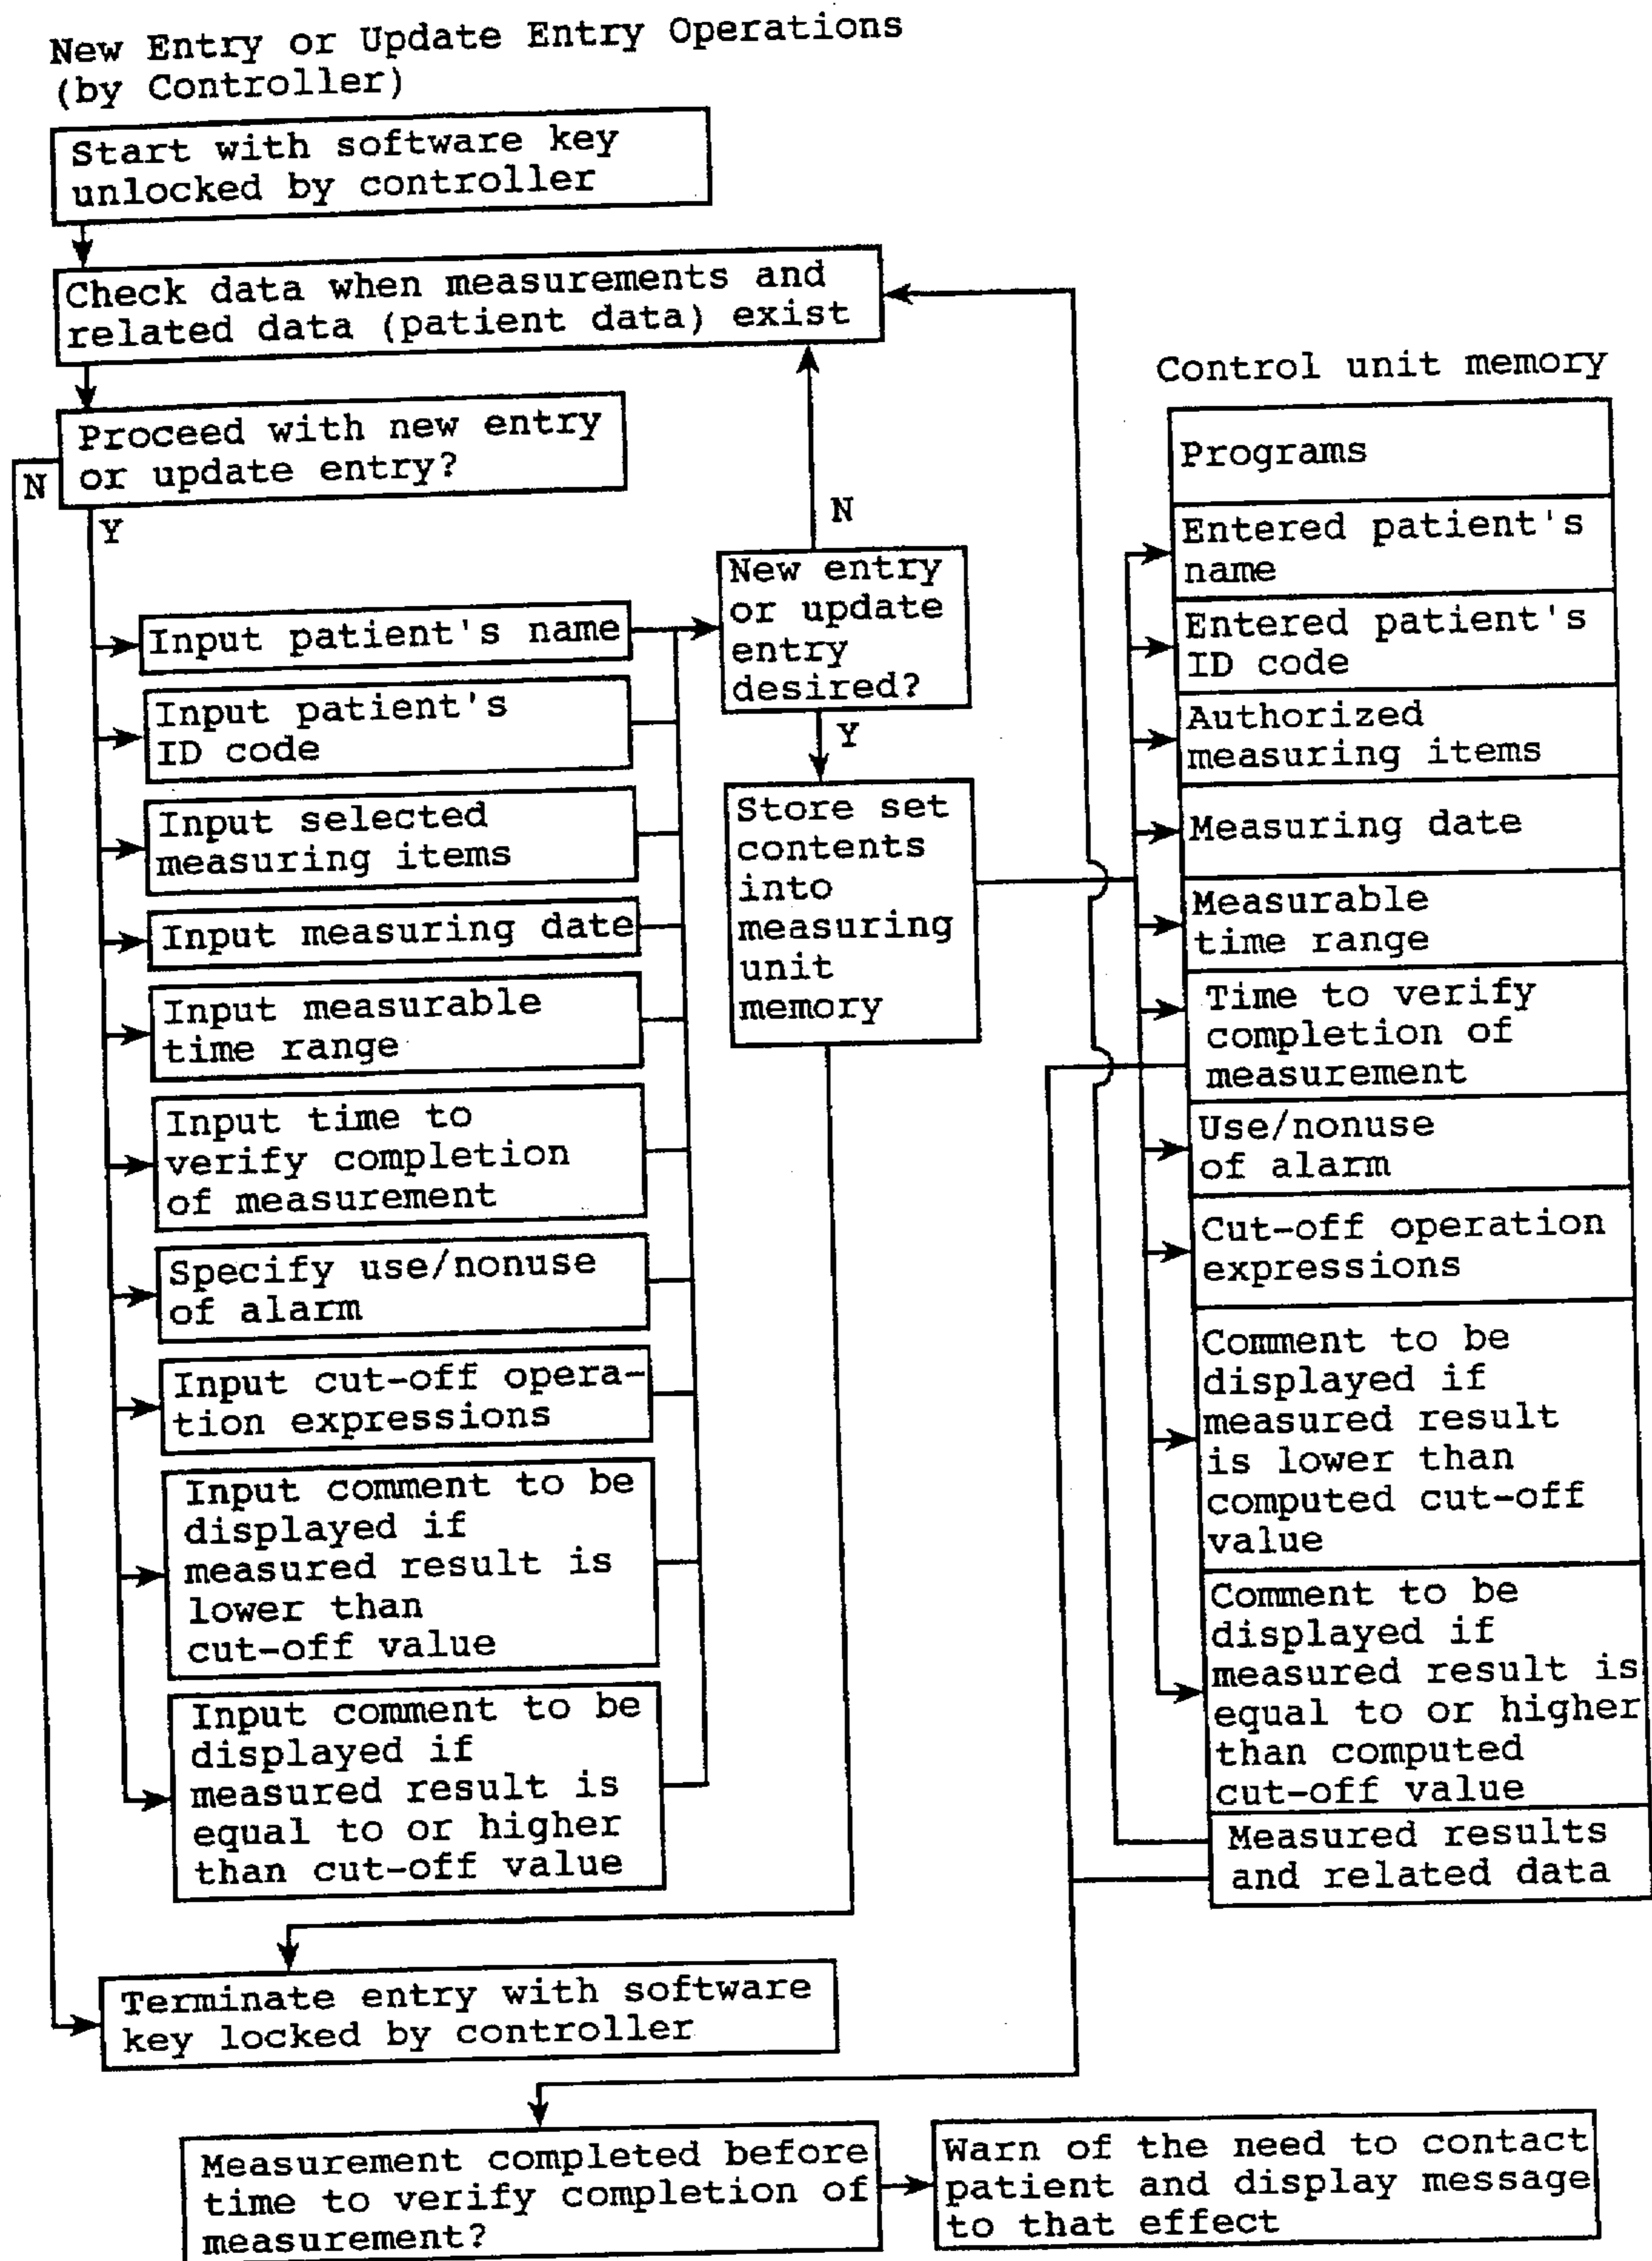 New Entry or Update Entry Operations
(by Controller)
Start with software key
unlocked by controller
Check data when measurements and
related data (patient data) exist
Proceed with new entry
or update entry?
N
Y
Input patient's name
Input patient's
ID code
Input selected
measuring items
Input measuring date
Input measurable
time range
Input time to
verify completion
of measurement
Specify use/nonuse
of alarm
Input cut-off opera-
tion expressions
Input comment to be
displayed if
measured result is
lower than
cut-off value
Input comment to be
displayed if
measured result is
equal to or higher
than cut-off value
N
New entry
or update
entry
desired?
Y
Store set
contents
into
measuring
unit
memory
Control unit memory
Programs
Entered patient's
name
Entered patient's
ID code
Authorized
measuring items
Measuring date
Measurable
time range
Time to verify
completion of
measurement
Use/nonuse
of alarm
Cut-off operation
expressions
Comment to be
displayed if
measured result
is lower than
computed cut-off
value
Comment to be
displayed if
measured result is
equal to or higher
than computed
cut-off value
Measured results
and related data
Terminate entry with software
key locked by controller
Measurement completed before
time to verify completion of
measurement?
Warn of the need to contact
patient and display message
to that effect